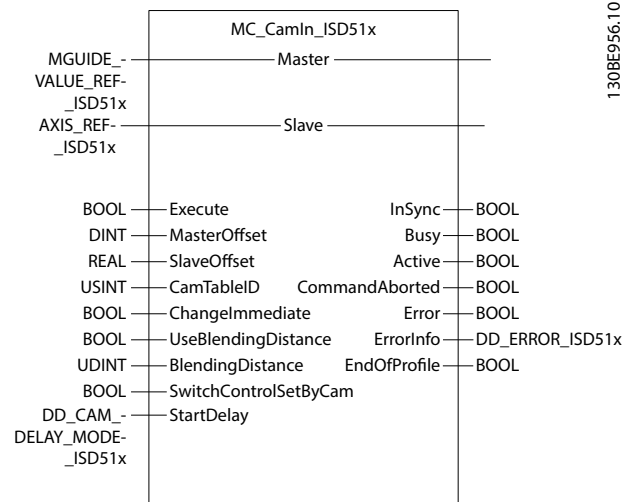 MC_CamIn_ISD51x
130BE956.10
MGUIDE_- Master
VALUE_REF-
_ISD51x
AXIS_REF- Slave
_ISD51x
BOOL Execute InSync BOOL
DINT MasterOffset Busy BOOL
REAL SlaveOffset Active BOOL
USINT CamTableID CommandAborted BOOL
BOOL ChangeImmediate Error BOOL
BOOL UseBlendingDistance ErrorInfo DD_ERROR_ISD51x
UDINT BlendingDistance EndOfProfile BOOL
BOOL SwitchControlSetByCam
DD_CAM_- StartDelay
DELAY_MODE-
_ISD51x